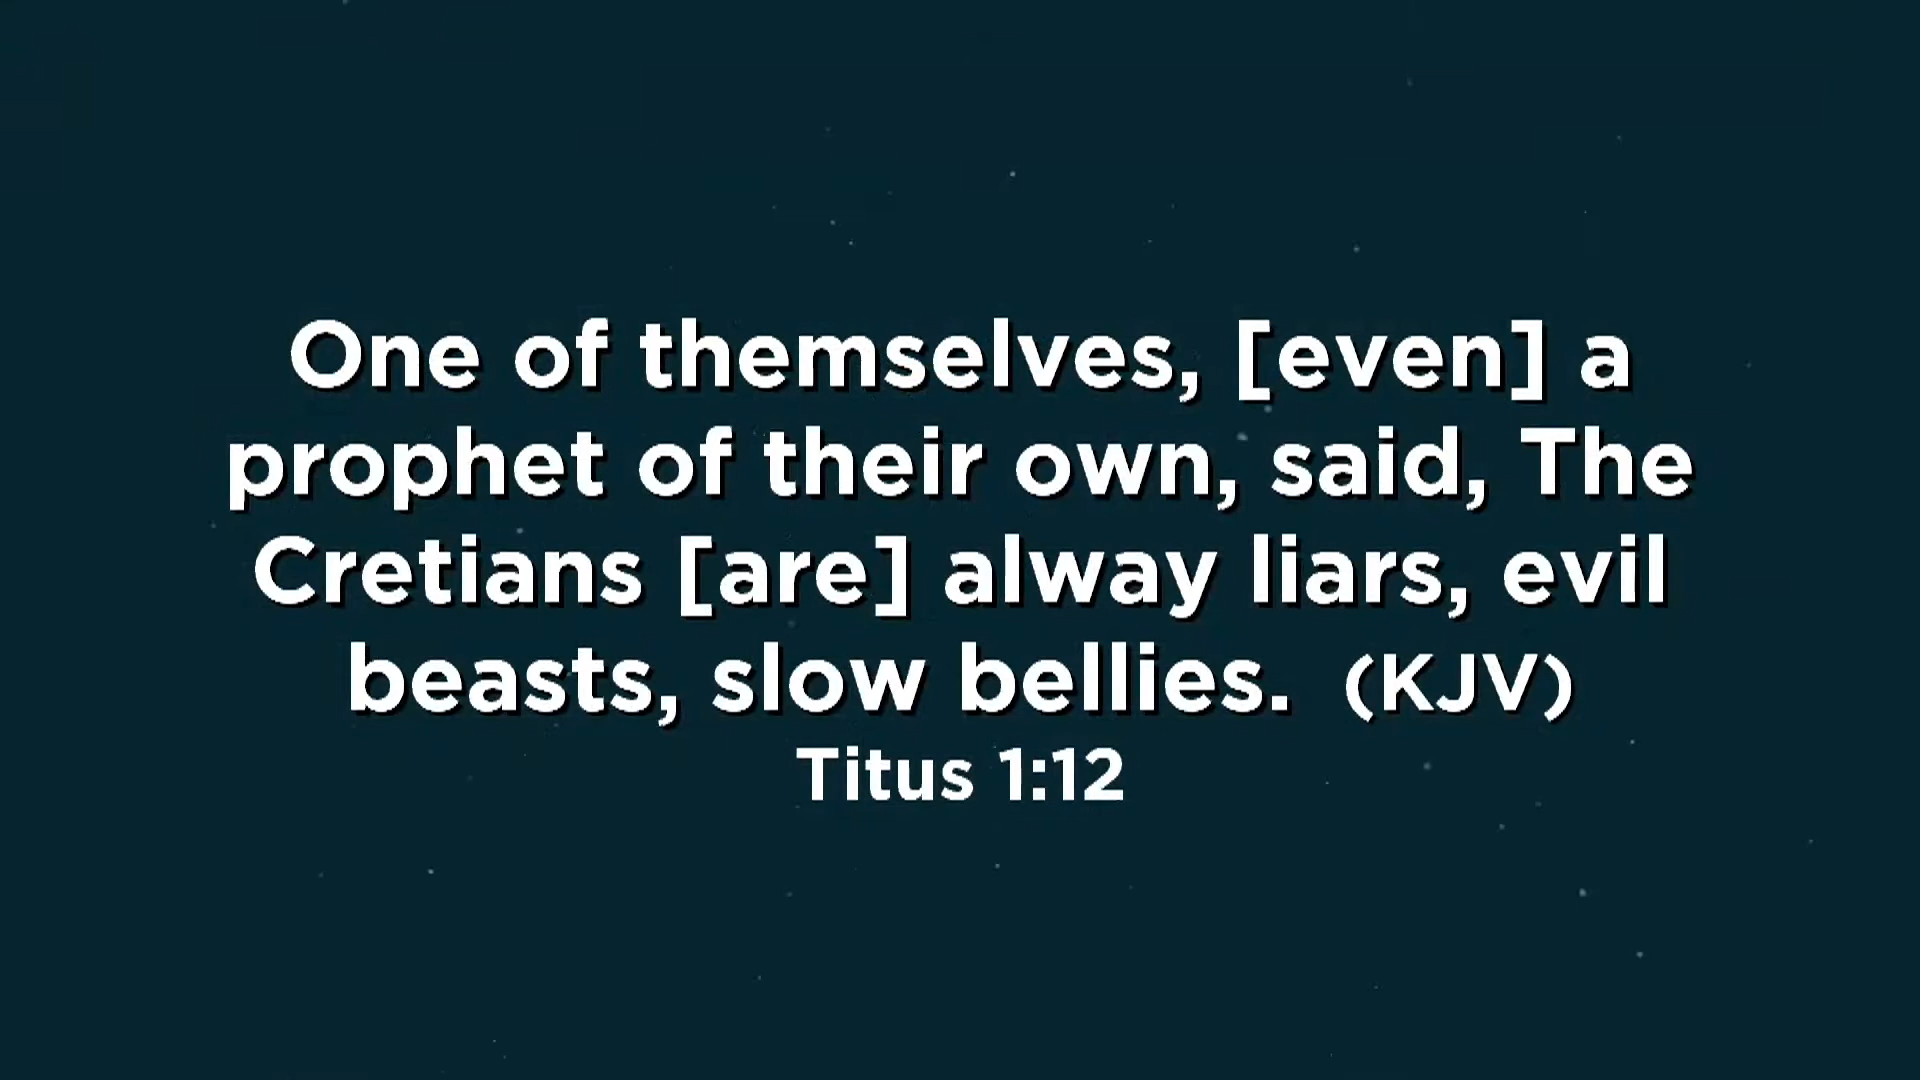 One of themselves, [even] a
prophet of their own, said, The
Cretians [are] alway liars, evil
beasts, slow bellies. (KJV)
Titus 1:12